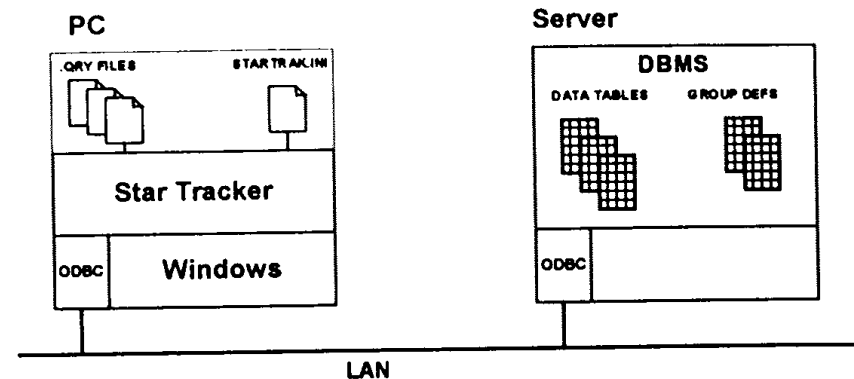 PC
Server
.QRY FILES
STARTRAK.INI
DBMS
DATA TABLES
GROUP DEFS
Star Tracker
ODBC
Windows
ODBC
LAN